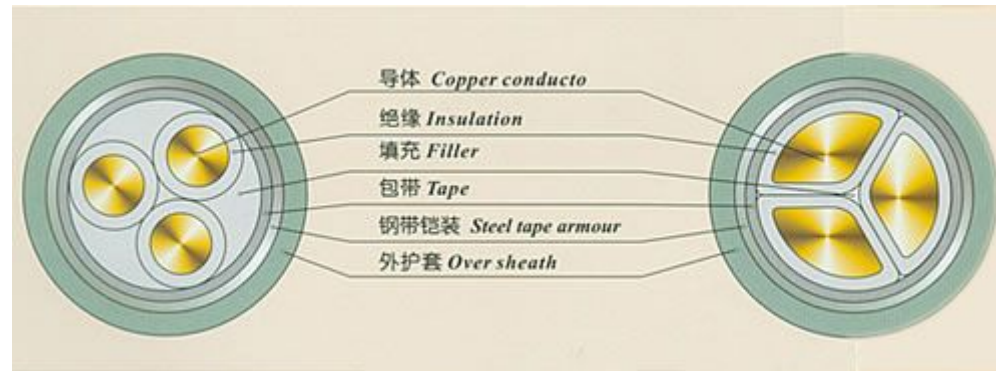 导体 Copper conducto
绝缘 Insulation
填充 Filler
包带 Tape
钢带铠装 Steel tape armour
外护套 Over sheath